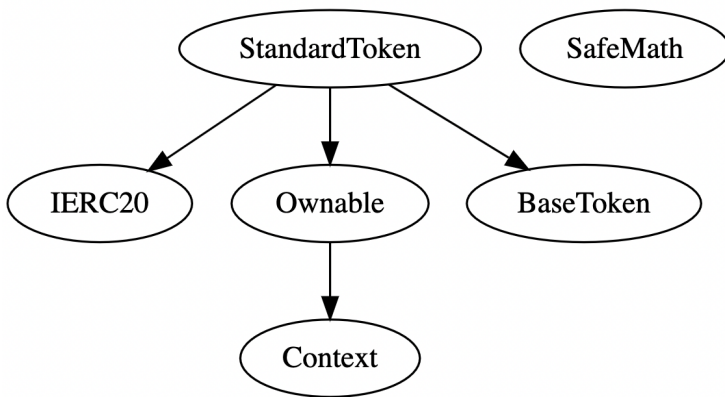 StandardToken
SafeMath
IERC20
Ownable
BaseToken
Context